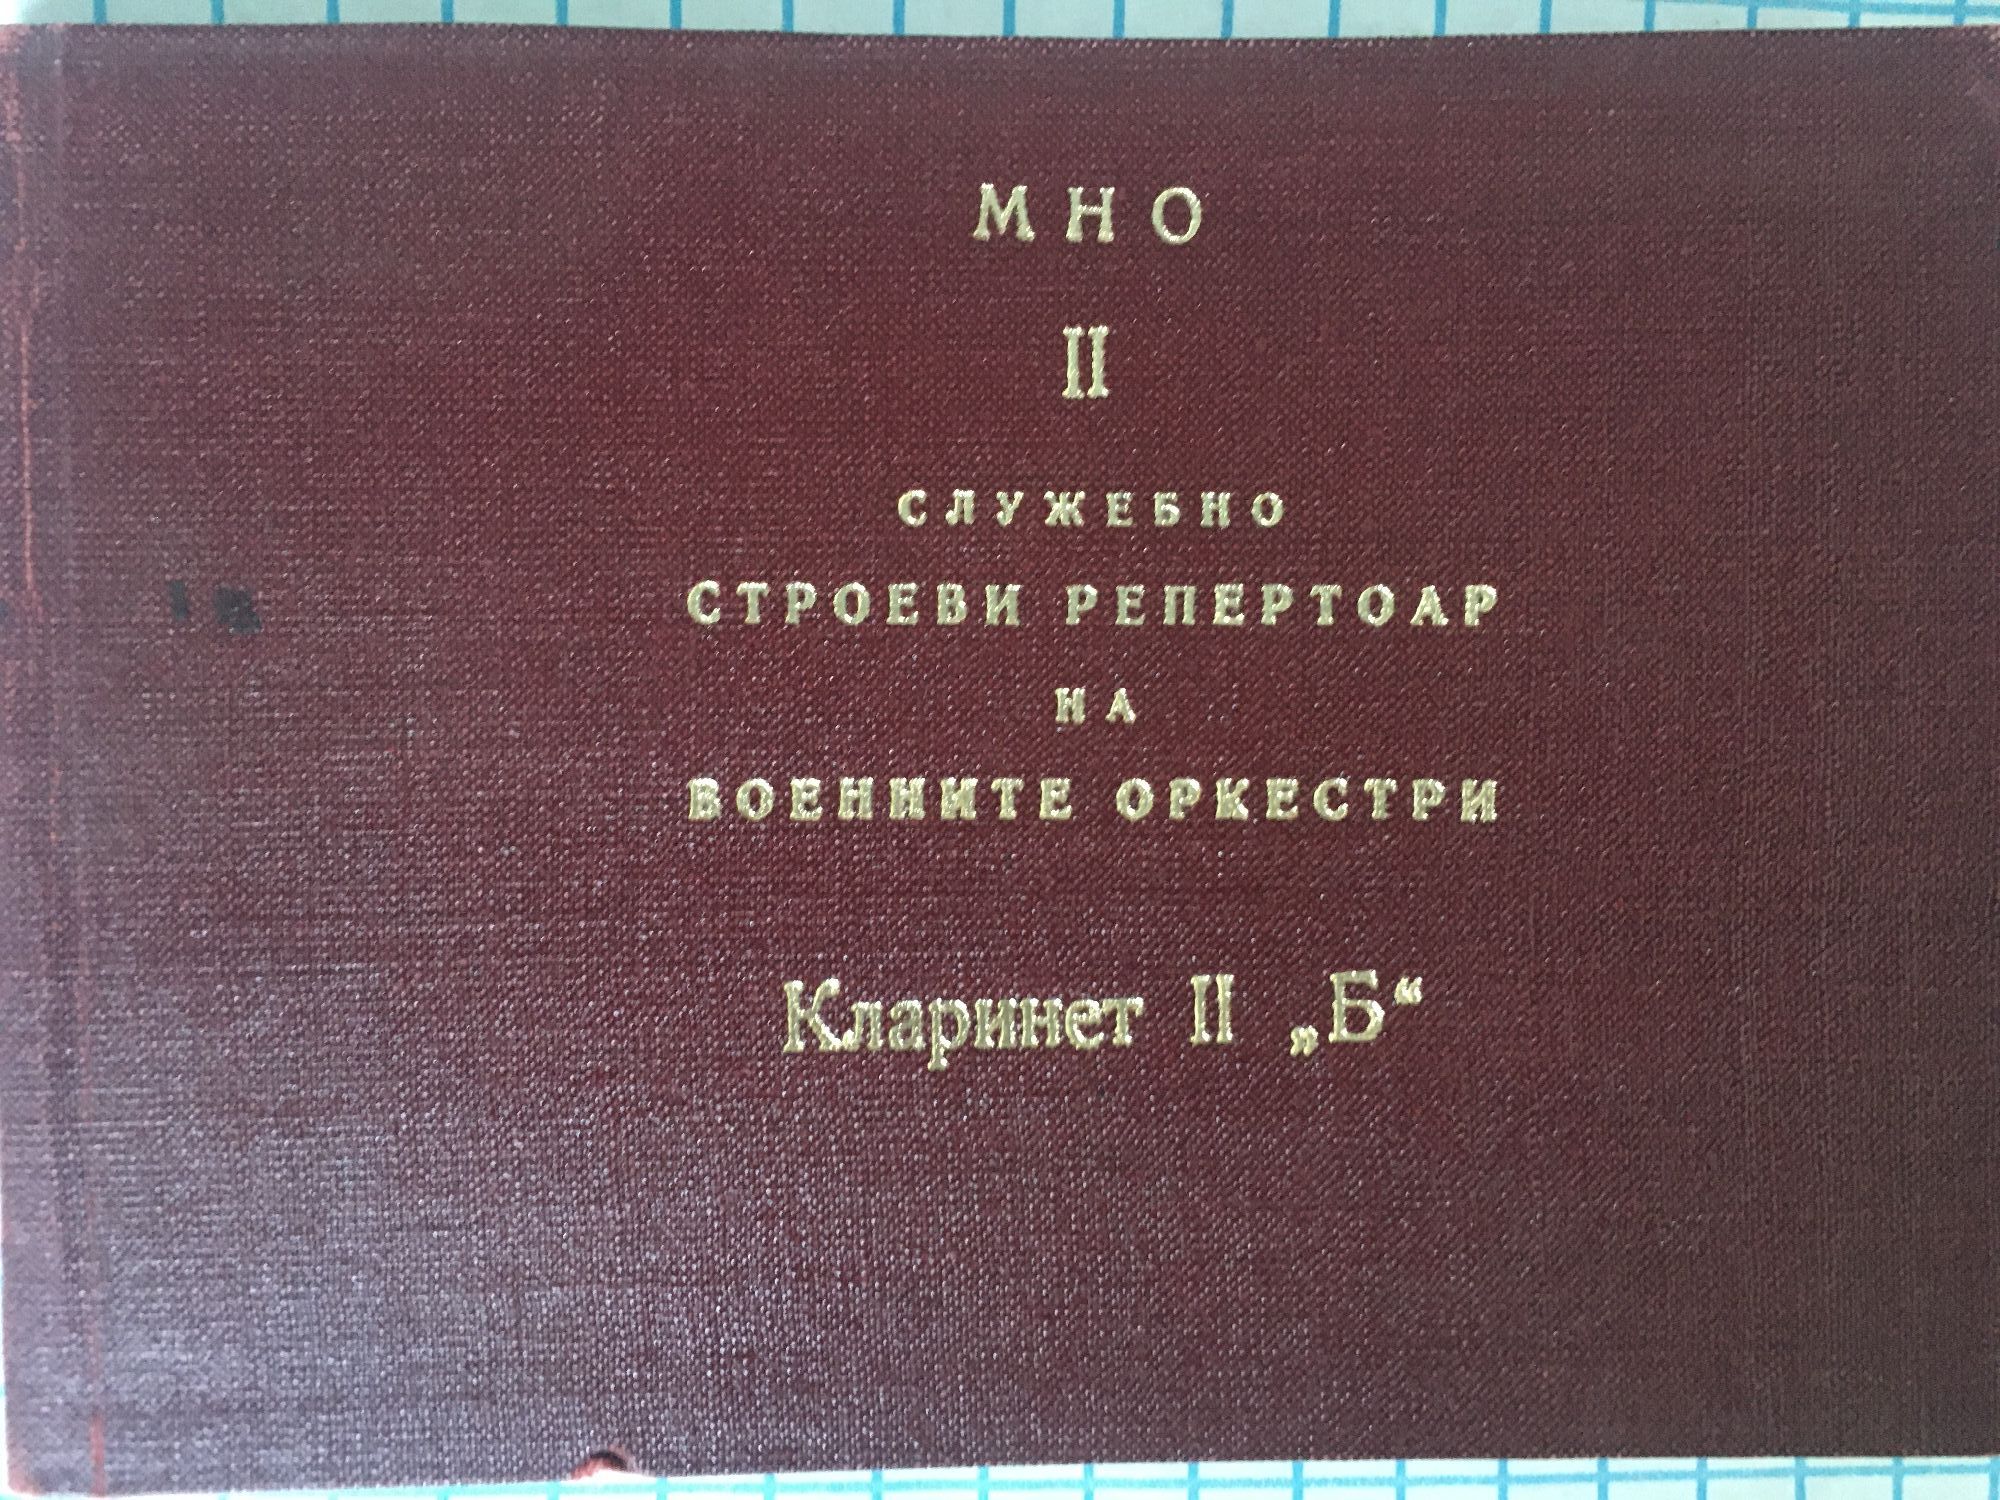 МНО
II
СЛУЖЕБНО
СТРОЕВИ РЕПЕРТОАР
НА
ВОЕННИТЕ ОРКЕСТРИ
Кларинет II „Б“